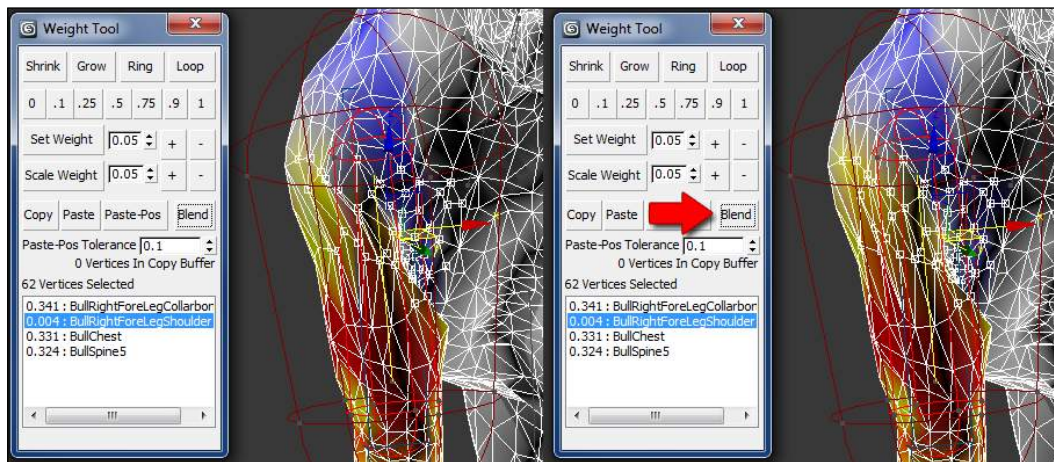 Weight Tool
Shrink Grow Ring Loop
0 .1 .25 .5 .75 .9 1
Set Weight 0.05 + -
Scale Weight 0.05 + -
Copy Paste Paste-Pos Blend
Paste-Pos Tolerance 0.1
0 Vertices In Copy Buffer
62 Vertices Selected
0.341 : BullRightForeLegCollarbor
0.004 : BullRightForeLegShoulder
0.331 : BullChest
0.324 : BullSpine5
Weight Tool
Shrink Grow Ring Loop
0 .1 .25 .5 .75 .9 1
Set Weight 0.05 + -
Scale Weight 0.05 + -
Copy Paste Blend
Paste-Pos Tolerance 0.1
0 Vertices In Copy Buffer
62 Vertices Selected
0.341 : BullRightForeLegCollarbor
0.004 : BullRightForeLegShoulder
0.331 : BullChest
0.324 : BullSpine5